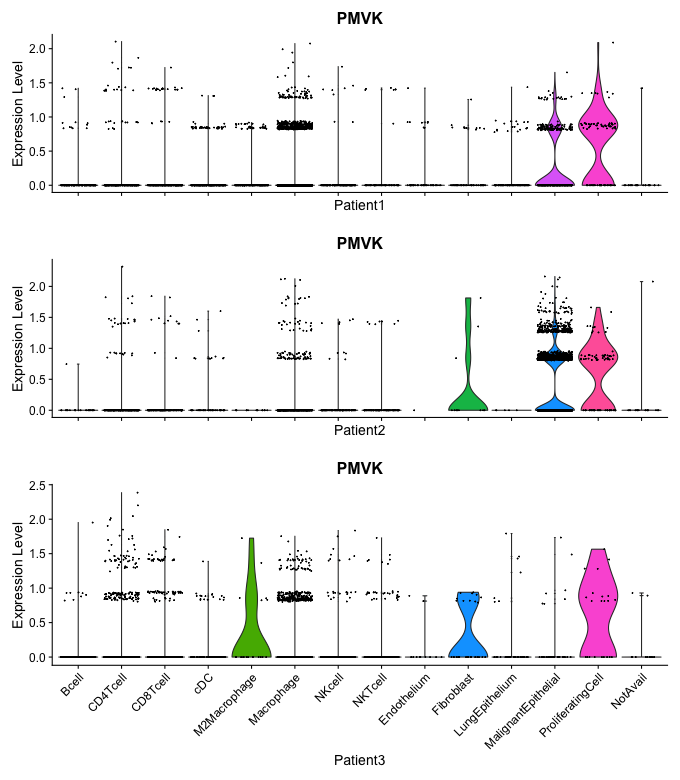 PMVK
Expression Level
2.0
1.5
1.0
0.5
0.0
Patient1
PMVK
Expression Level
2.0
1.5
1.0
0.5
0.0
Patient2
PMVK
Expression Level
2.5
2.0
1.5
1.0
0.5
0.0
Bcell
CD4Tcell
CD8Tcell
cDC
M2Macrophage
Macrophage
NKcell
NKTcell
Endothelium
Fibroblast
LungEpithelium
MalignantEpithelial
ProliferatingCell
NotAvail
Patient3